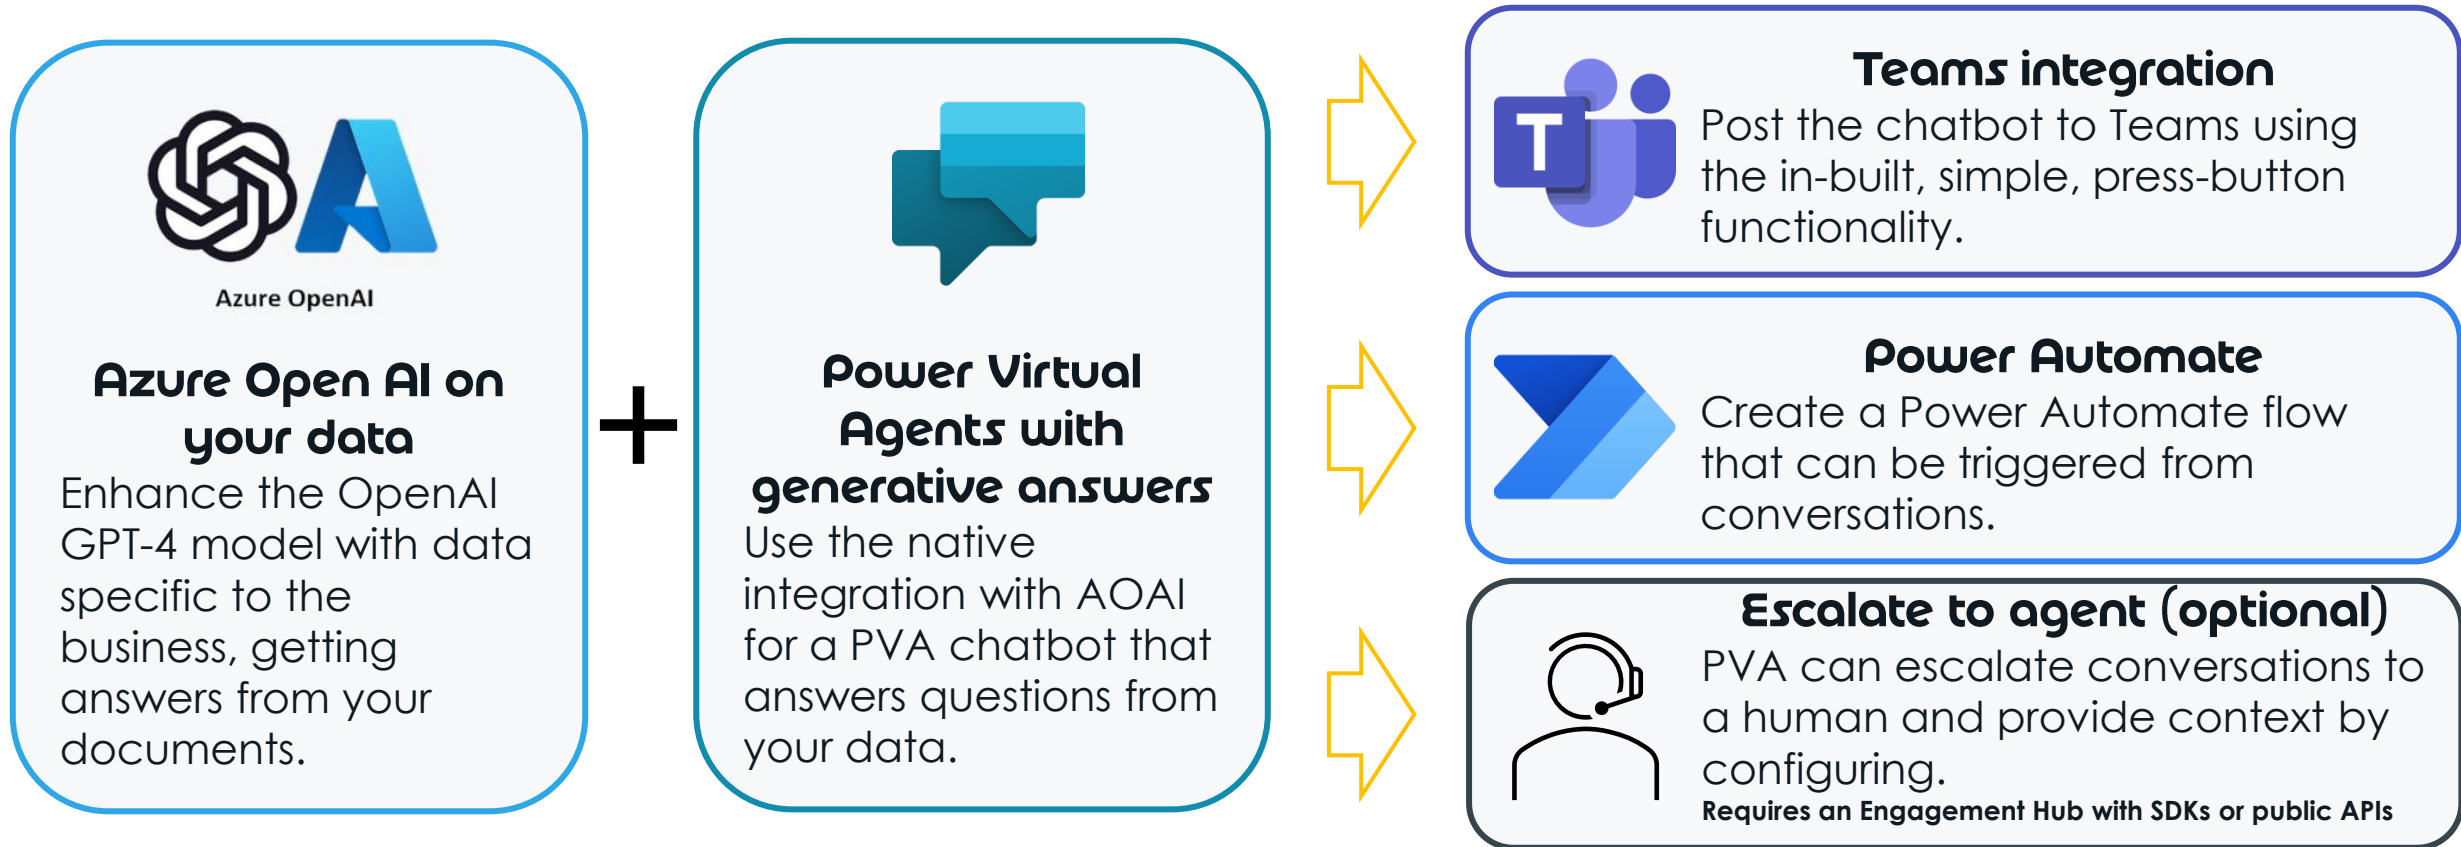 Azure OpenAI
Azure Open AI on
your data
Enhance the OpenAI
GPT-4 model with data
specific to the
business, getting
answers from your
documents.
+
Power Virtual
Agents with
generative answers
Use the native
integration with AOAI
for a PVA chatbot that
answers questions from
your data.
T
Teams integration
Post the chatbot to Teams using
the in-built, simple, press-button
functionality.
Power Automate
Create a Power Automate flow
that can be triggered from
conversations.
Escalate to agent (optional)
PVA can escalate conversations to
a human and provide context by
configuring.
Requires an Engagement Hub with SDKs or public APIs